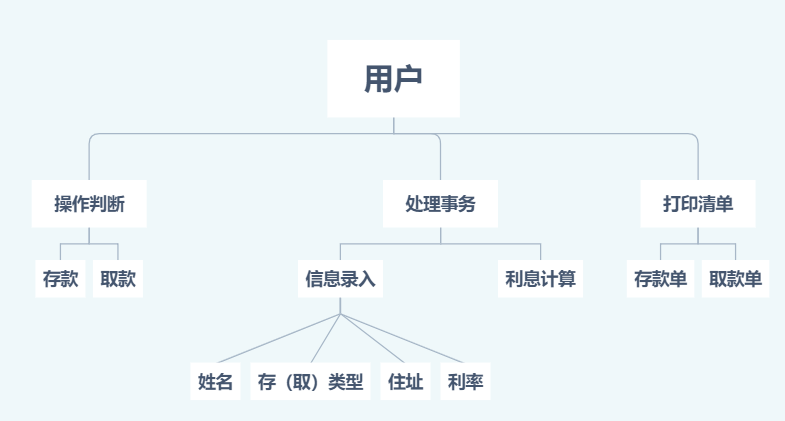 用户
操作判断
处理事务
打印清单
存款
取款
信息录入
利息计算
存款单
取款单
姓名
存（取）类型
住址
利率